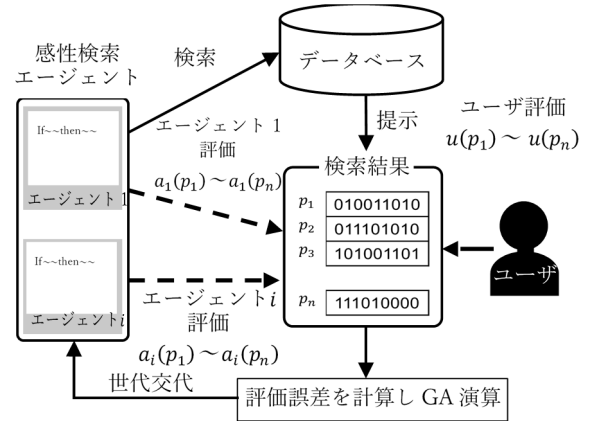 感性検索
エージェント
検索
データベース
If~~then~~
エージェント 1
エージェント 1
評価
a₁(p₁)～a₁(pₙ)
提示
ユーザ評価
u(p₁)～ u(pₙ)
検索結果
p₁ 010011010
p₂ 011101010
p₃ 101001101
pₙ 111010000
ユーザ
If~~then~~
エージェントi
エージェントi
評価
aᵢ(p₁)～aᵢ(pₙ)
世代交代
評価誤差を計算し GA 演算